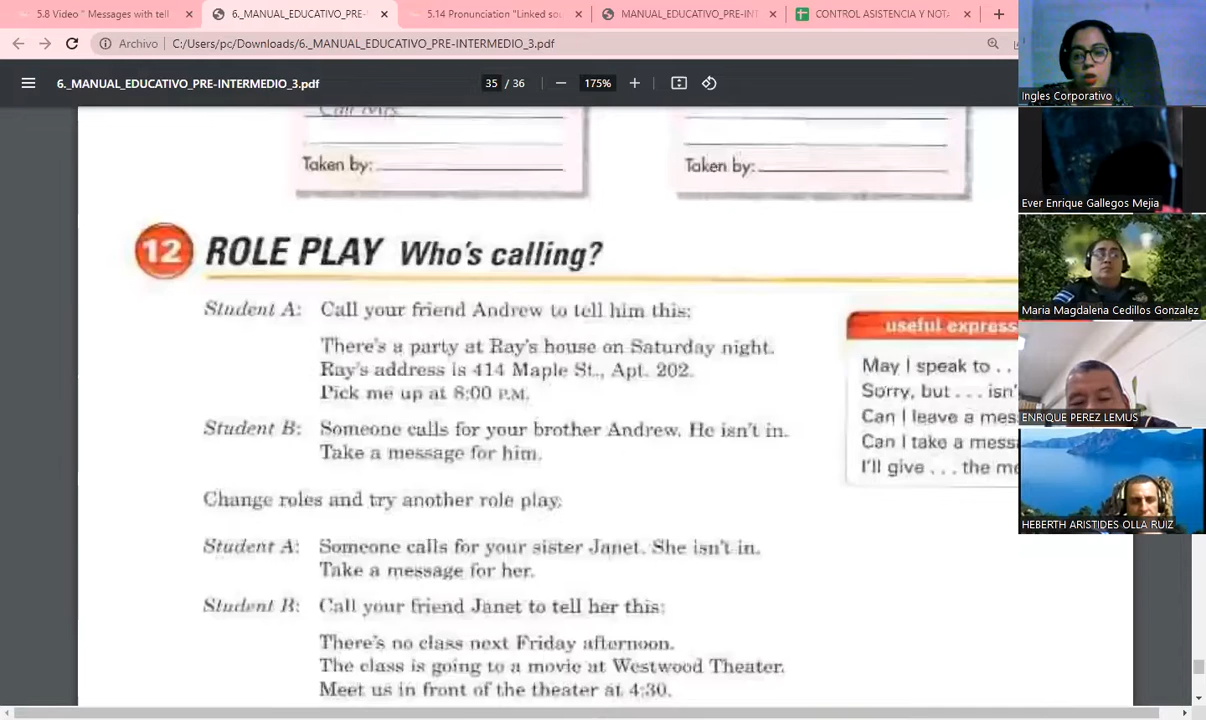 5.8 Video " Messages with tell
6._MANUAL_EDUCATIVO_PRE-
5.14 Pronunciation "Linked sou
MANUAL_EDUCATIVO_PRE-INT
CONTROL ASISTENCIA Y NOTA
Archivo
C:/Users/pc/Downloads/6._MANUAL_EDUCATIVO_PRE-INTERMEDIO_3.pdf
6._MANUAL_EDUCATIVO_PRE-INTERMEDIO_3.pdf
35 / 36
175%
Taken by:
Taken by:
12 ROLE PLAY Who's calling?
Student A: Call your friend Andrew to tell him this:
There's a party at Ray's house on Saturday night.
Ray's address is 414 Maple St., Apt. 202.
Pick me up at 8:00 P.M.
Student B: Someone calls for your brother Andrew. He isn't in.
Take a message for him.
Change roles and try another role play.
Student A: Someone calls for your sister Janet. She isn't in.
Take a message for her.
Student B: Call your friend Janet to tell her this:
There's no class next Friday afternoon.
The class is going to a movie at Westwood Theater.
Meet us in front of the theater at 4:30.
useful express
May I speak to . .
Sorry, but . . . isn'
Can I leave a mes
Can I take a messa
I'll give . . . the me
Ingles Corporativo
Ever Enrique Gallegos Mejia
Maria Magdalena Cedillos Gonzalez
ENRIQUE PEREZ LEMUS
HEBERTH ARISTIDES OLLA RUIZ